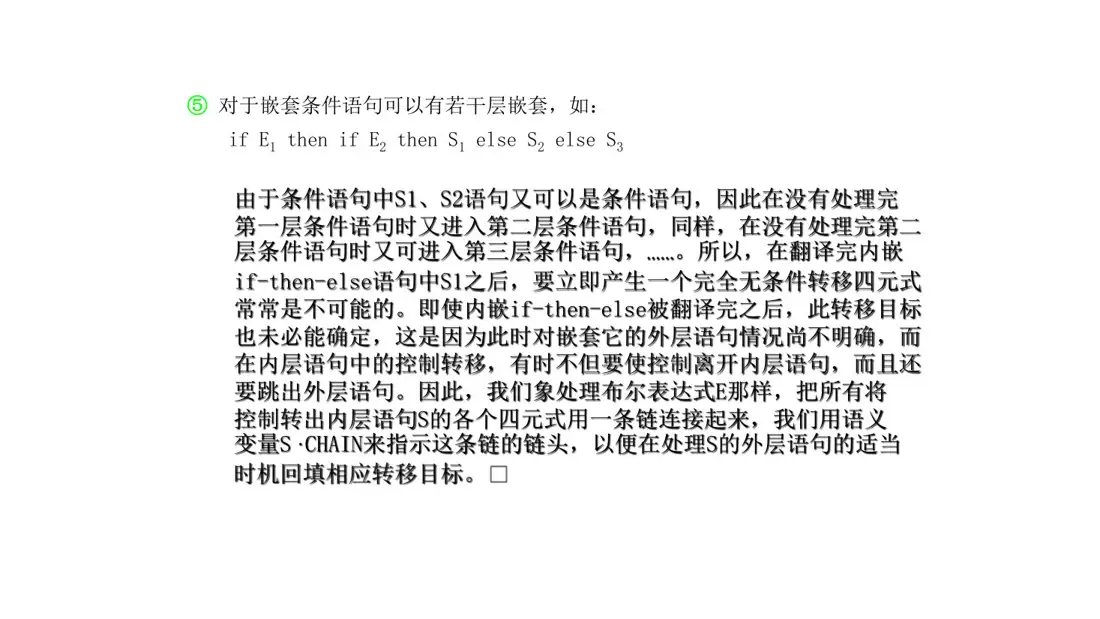 ⑤ 对于嵌套条件语句可以有若干层嵌套，如：
if E₁ then if E₂ then S₁ else S₂ else S₃
由于条件语句中S1、S2语句又可以是条件语句，因此在没有处理完
第一层条件语句时又进入第二层条件语句，同样，在没有处理完第二
层条件语句时又可进入第三层条件语句，……。所以，在翻译完内嵌
if-then-else语句中S1之后，要立即产生一个完全无条件转移四元式
常常是不可能的。即使内嵌if-then-else被翻译完之后，此转移目标
也未必能确定，这是因为此时对嵌套它的外层语句情况尚不明确，而
在内层语句中的控制转移，有时不但要使控制离开内层语句，而且还
要跳出外层语句。因此，我们象处理布尔表达式E那样，把所有将
控制转出内层语句S的各个四元式用一条链连接起来，我们用语义
变量S·CHAIN来指示这条链的链头，以便在处理S的外层语句的适当
时机回填相应转移目标。□